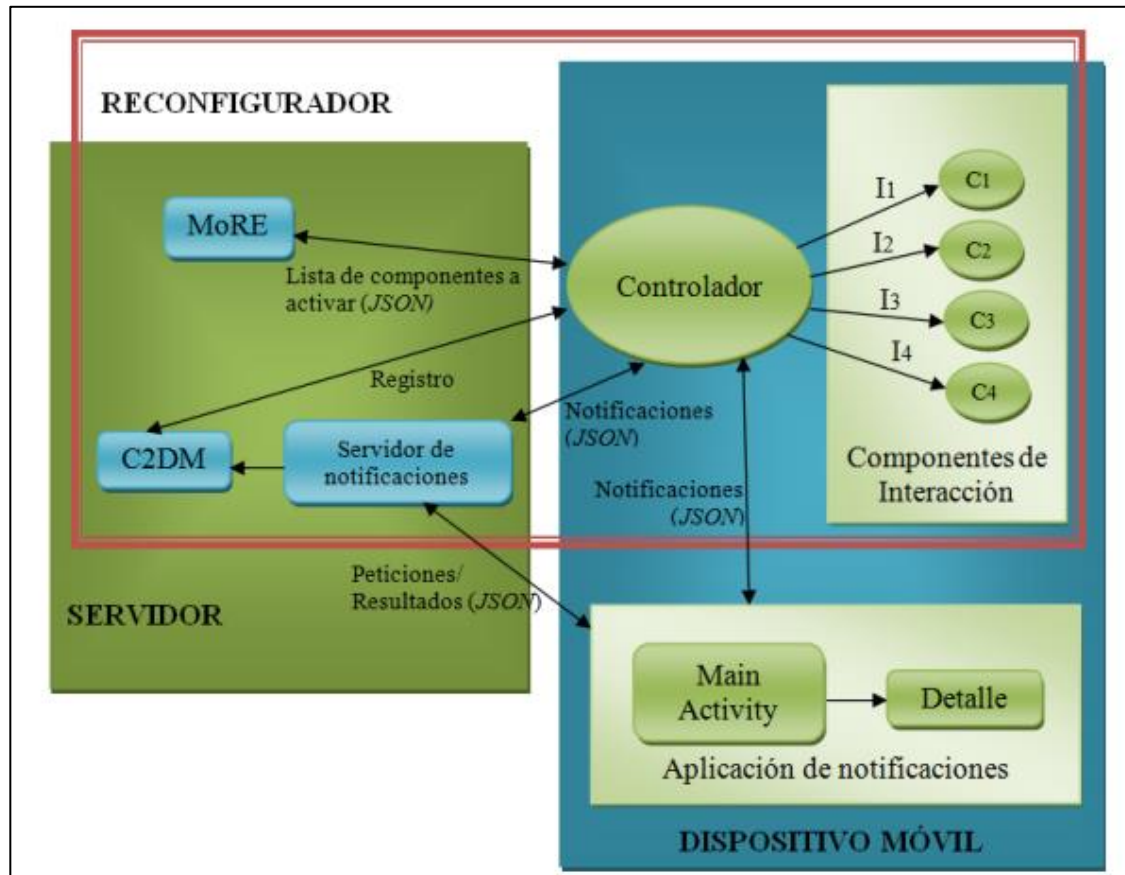 RECONFIGURADOR
MoRE
Lista de componentes a
activar (JSON)
Registro
C2DM
Servidor de
notificaciones
Notificaciones
(JSON)
Notificaciones
(JSON)
Peticiones/
Resultados (JSON)
SERVIDOR
Controlador
I1
I2
I3
I4
C1
C2
C3
C4
Componentes de
Interacción
Main
Activity
Detalle
Aplicación de notificaciones
DISPOSITIVO MÓVIL